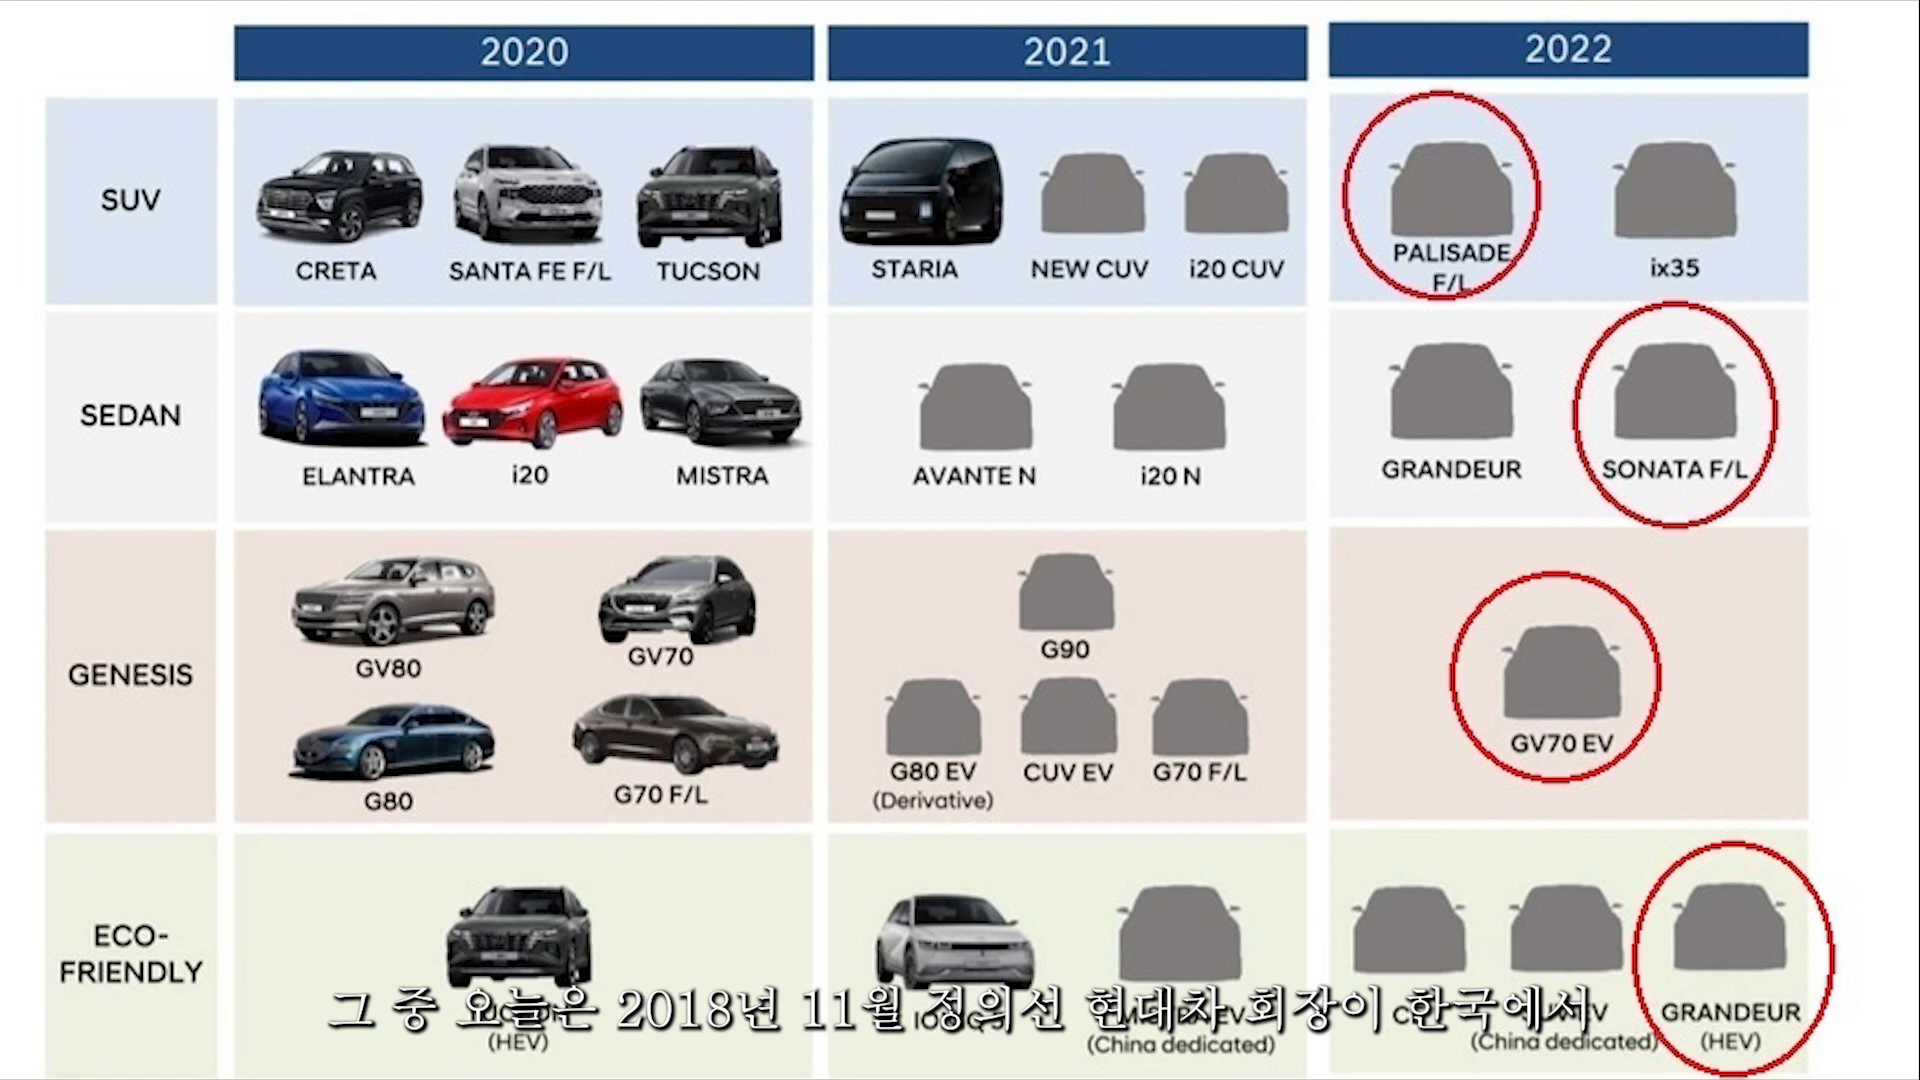 2020 2021 2022
SUV
CRETA SANTA FE F/L TUCSON STARIA NEW CUV i20 CUV PALISADE
F/L ix35
SEDAN
ELANTRA i20 MISTRA AVANTE N i20 N GRANDEUR SONATA F/L
GENESIS
GV80 GV70 G90 GV70 EV
G80 G70 F/L G80 EV CUV EV G70 F/L
(Derivative)
ECO-
FRIENDLY
GRANDEUR
(HEV) (China dedicated) (China dedicated) (HEV)
그 중 오늘은 2018년 11월 정의선 현대차 회장이 한국에서